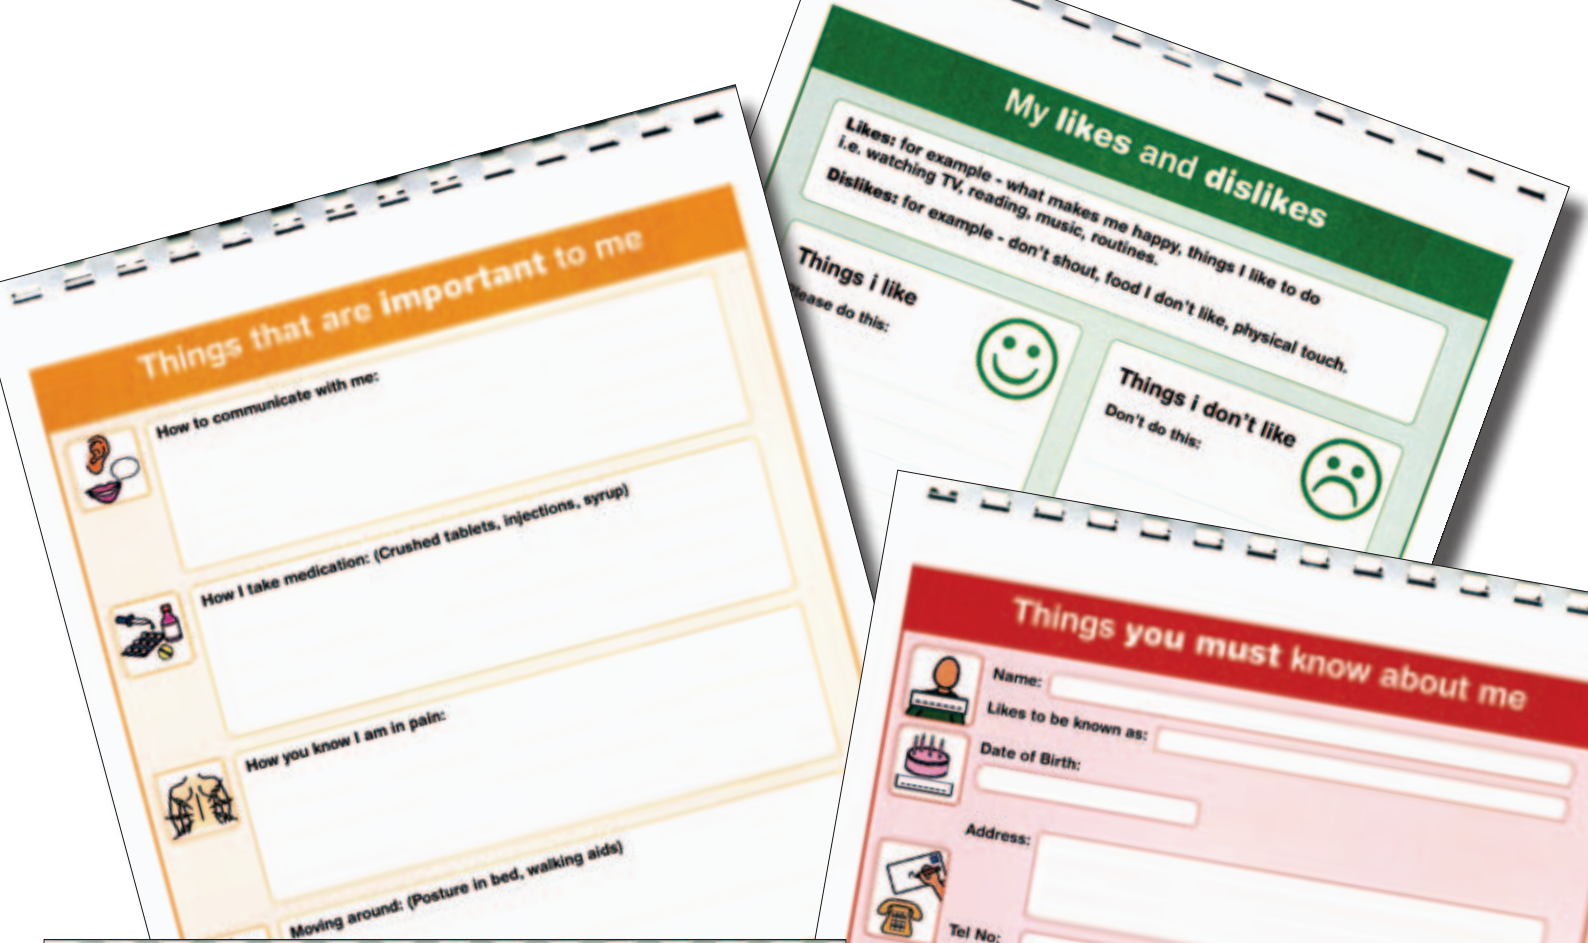 Things that are important to me
How to communicate with me:
How I take medication: (Crushed tablets, injections, syrup)
How you know I am in pain:
Moving around: (Posture in bed, walking aids)
My likes and dislikes
Likes: for example - what makes me happy, things I like to do
i.e. watching TV, reading, music, routines.
Dislikes: for example - don't shout, food I don't like, physical touch.
Things i like
do this:
Things i don't like
Don't do this:
Things you must know about me
Name:
Likes to be known as:
Date of Birth:
Address:
Tel No: